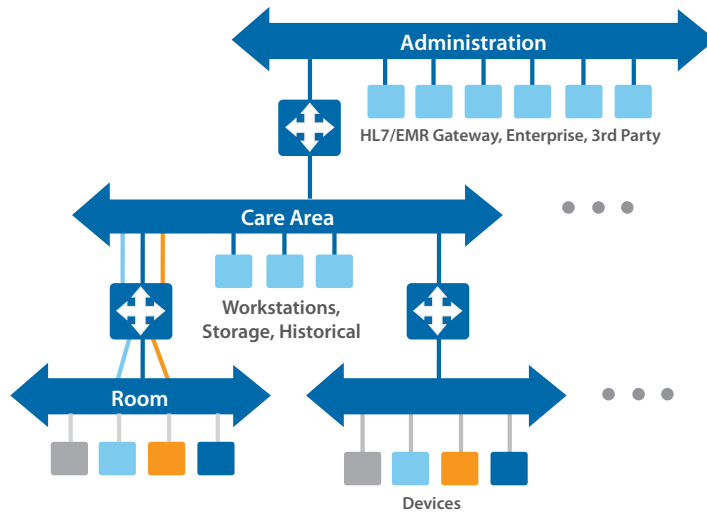 Administration
HL7/EMR Gateway, Enterprise, 3rd Party
Care Area
Workstations,
Storage, Historical
Room
Devices